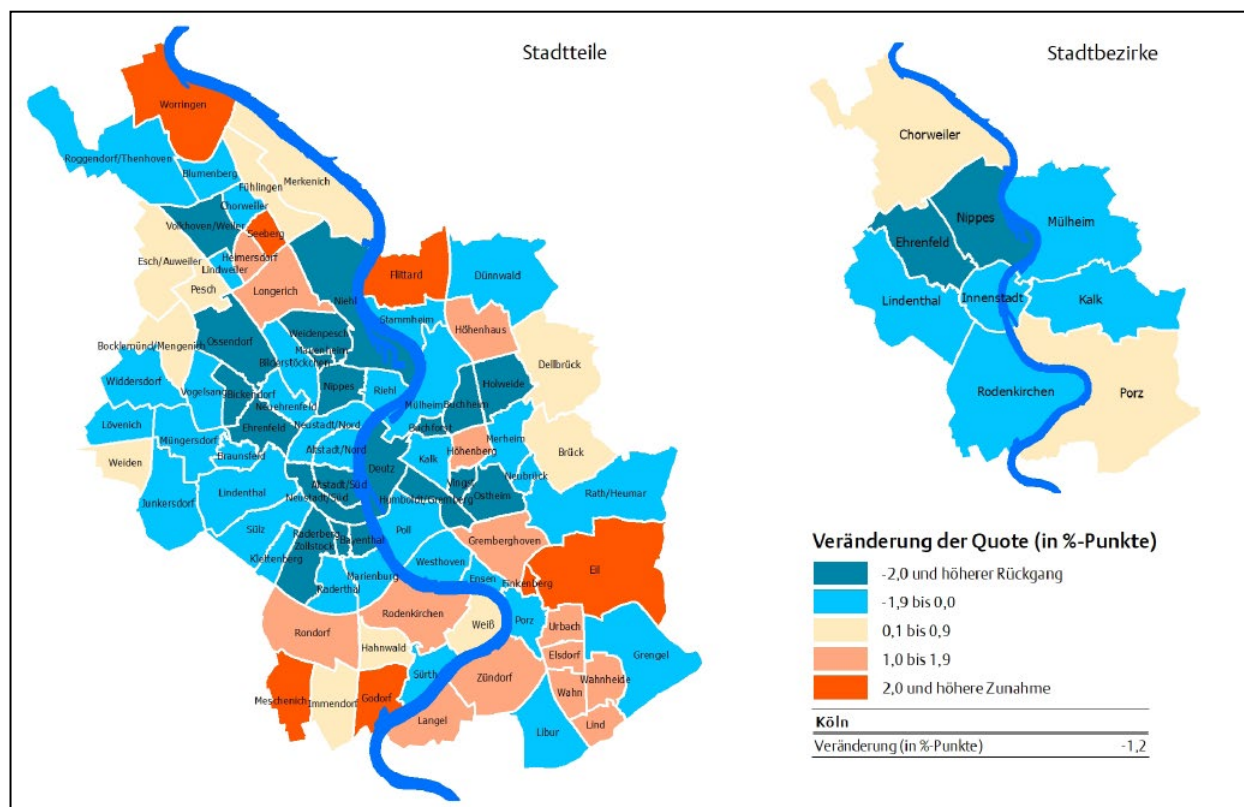 Stadtteile
Stadtbezirke
Worringen
Roggendorf/Thenhoven
Blumenberg
Fühlingen
Merkenich
Chorweiler
Volkhoven/Weiler
Seeberg
Heimersdorf
Lindweiler
Esch/Auweiler
Pesch
Longerich
Niehl
Flittard
Dünnwald
Stammheim
Höhenhaus
Weidenpesch
Mauenheim
Ossendorf
Bilderstöckchen
Bocklemünd/Mengenich
Dellbrück
Holweide
Widdersdorf
Vogelsang
Bickendorf
Nippes
Riehl
Mülheim
Buchheim
Neuehrenfeld
Lövenich
Müngersdorf
Ehrenfeld
Neustadt/Nord
Buchforst
Merheim
Altstadt/Nord
Höhenberg
Brück
Braunsfeld
Weiden
Kalk
Deutz
Neubrück
Junkersdorf
Lindenthal
Altstadt/Süd
Neustadt/Süd
Vingst
Ostheim
Humboldt/Gremberg
Rath/Heumar
Sülz
Raderberg
Zollstock
Bayenthal
Poll
Gremberghoven
Klettenberg
Marienburg
Raderthal
Westhoven
Ensen
Finkenberg
Eil
Rodenkirchen
Weiß
Porz
Urbach
Rondorf
Hahnwald
Elsdorf
Grengel
Sürth
Zündorf
Wahnheide
Wahn
Meschenich
Immendorf
Godorf
Langel
Libur
Lind
Chorweiler
Nippes
Mülheim
Ehrenfeld
Lindenthal
Innenstadt
Kalk
Rodenkirchen
Porz
Veränderung der Quote (in %-Punkte)
-2,0 und höherer Rückgang
-1,9 bis 0,0
0,1 bis 0,9
1,0 bis 1,9
2,0 und höhere Zunahme
Köln
Veränderung (in %-Punkte) -1,2